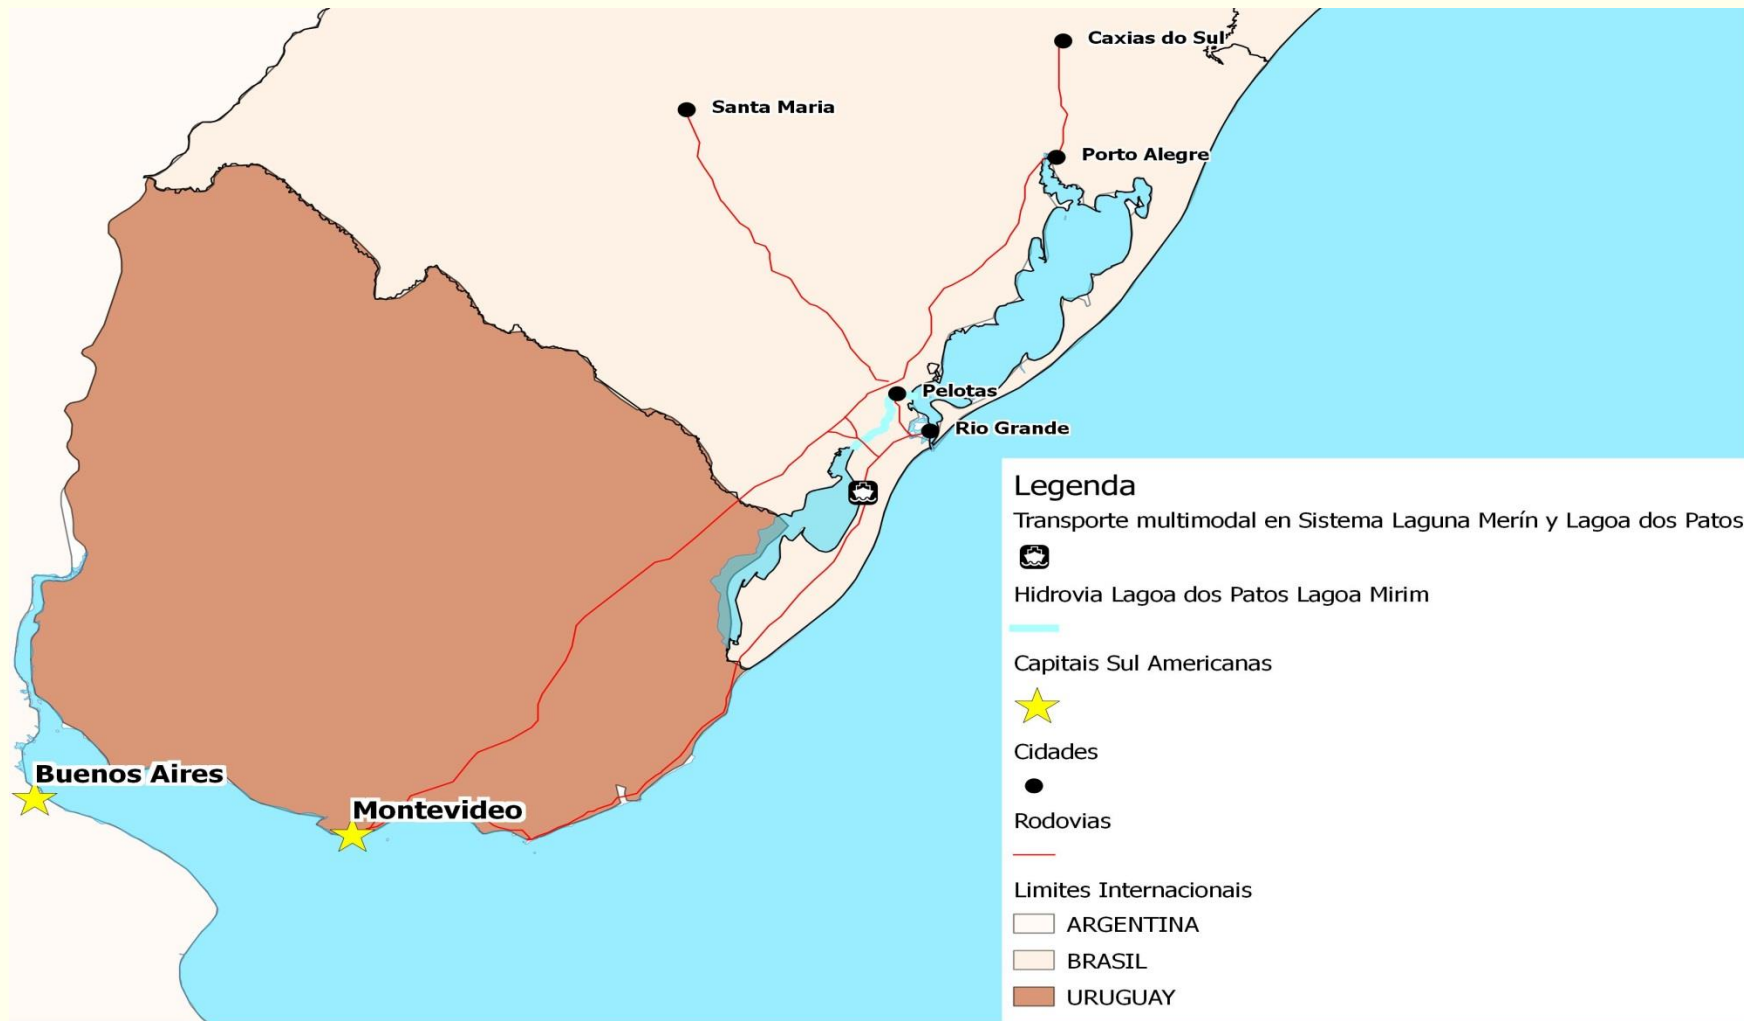 Caxias do Sul
Santa Maria
Porto Alegre
Pelotas
Rio Grande
Buenos Aires
Montevideo
Legenda
Transporte multimodal en Sistema Laguna Merín y Lagoa dos Patos
Hidrovia Lagoa dos Patos Lagoa Mirim
Capitais Sul Americanas
Cidades
Rodovias
Limites Internacionais
ARGENTINA
BRASIL
URUGUAY